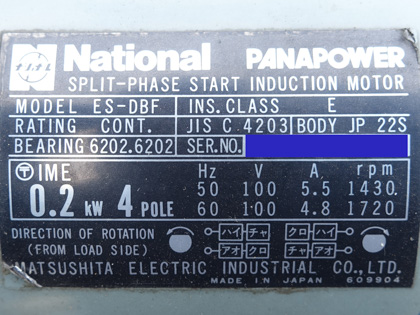 National PANAPOWER
SPLIT-PHASE START INDUCTION MOTOR
MODEL ES-DBF INS. CLASS E
RATING CONT. JIS C 4203 BODY JP 22S
BEARING 6202.6202 SER.NO.
IME Hz V A. rpm
0.2 kW 4 POLE 50 100 5.5 1430
60 100 4.8 1720
DIRECTION OF ROTATION ハイ チャ クロ ハイ
(FROM LOAD SIDE) アオ クロ アオ チャ
MATSUSHITA ELECTRIC INDUSTRIAL CO.,LTD.
MADE IN JAPAN 609904